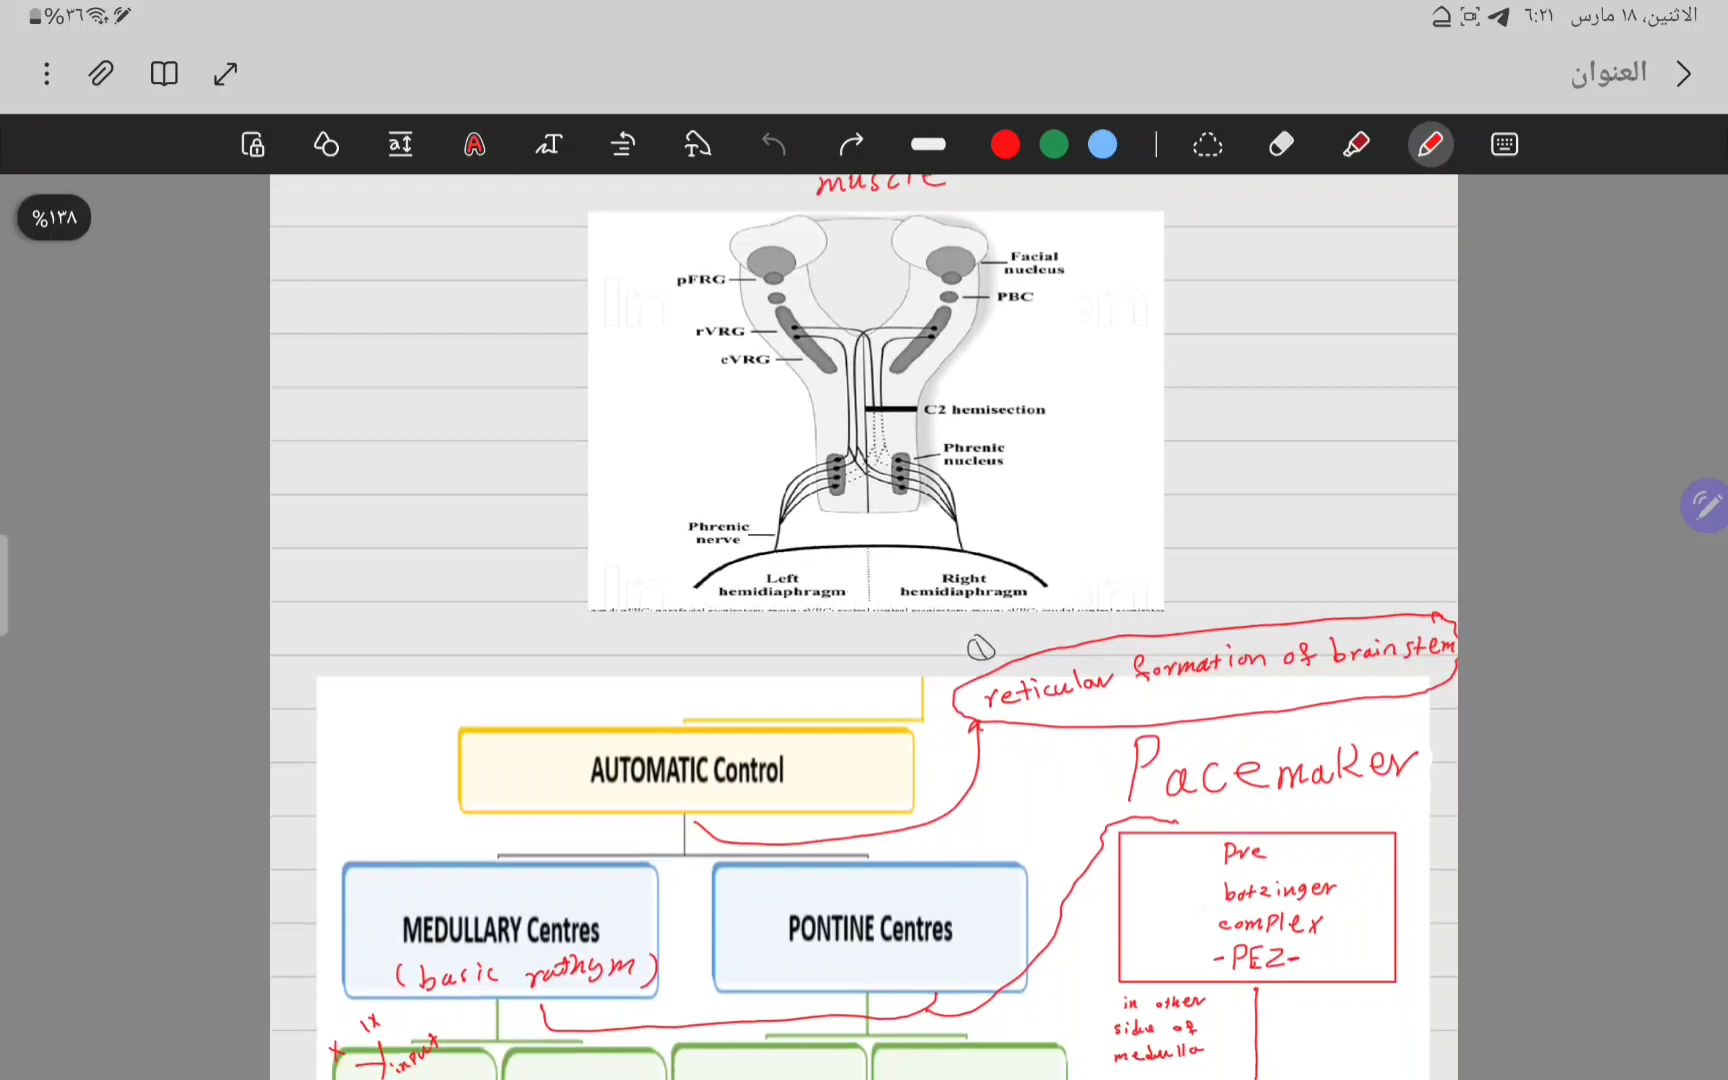 الاثنين، ١٨ مارس ٦:٢١
%٣٦
العنوان
%١٣٨
muscle
pFRG
Facial
nucleus
PBC
rVRG
cVRG
C2 hemisection
Phrenic
nucleus
Phrenic
nerve
Left
hemidiaphragm
Right
hemidiaphragm
①
reticular formation of brainstem
AUTOMATIC Control
Pacemaker
Pre
botzinger
complex
-PEZ-
MEDULLARY Centres
(basic rathym)
PONTINE Centres
in other
side of
medulla
IX
X
input